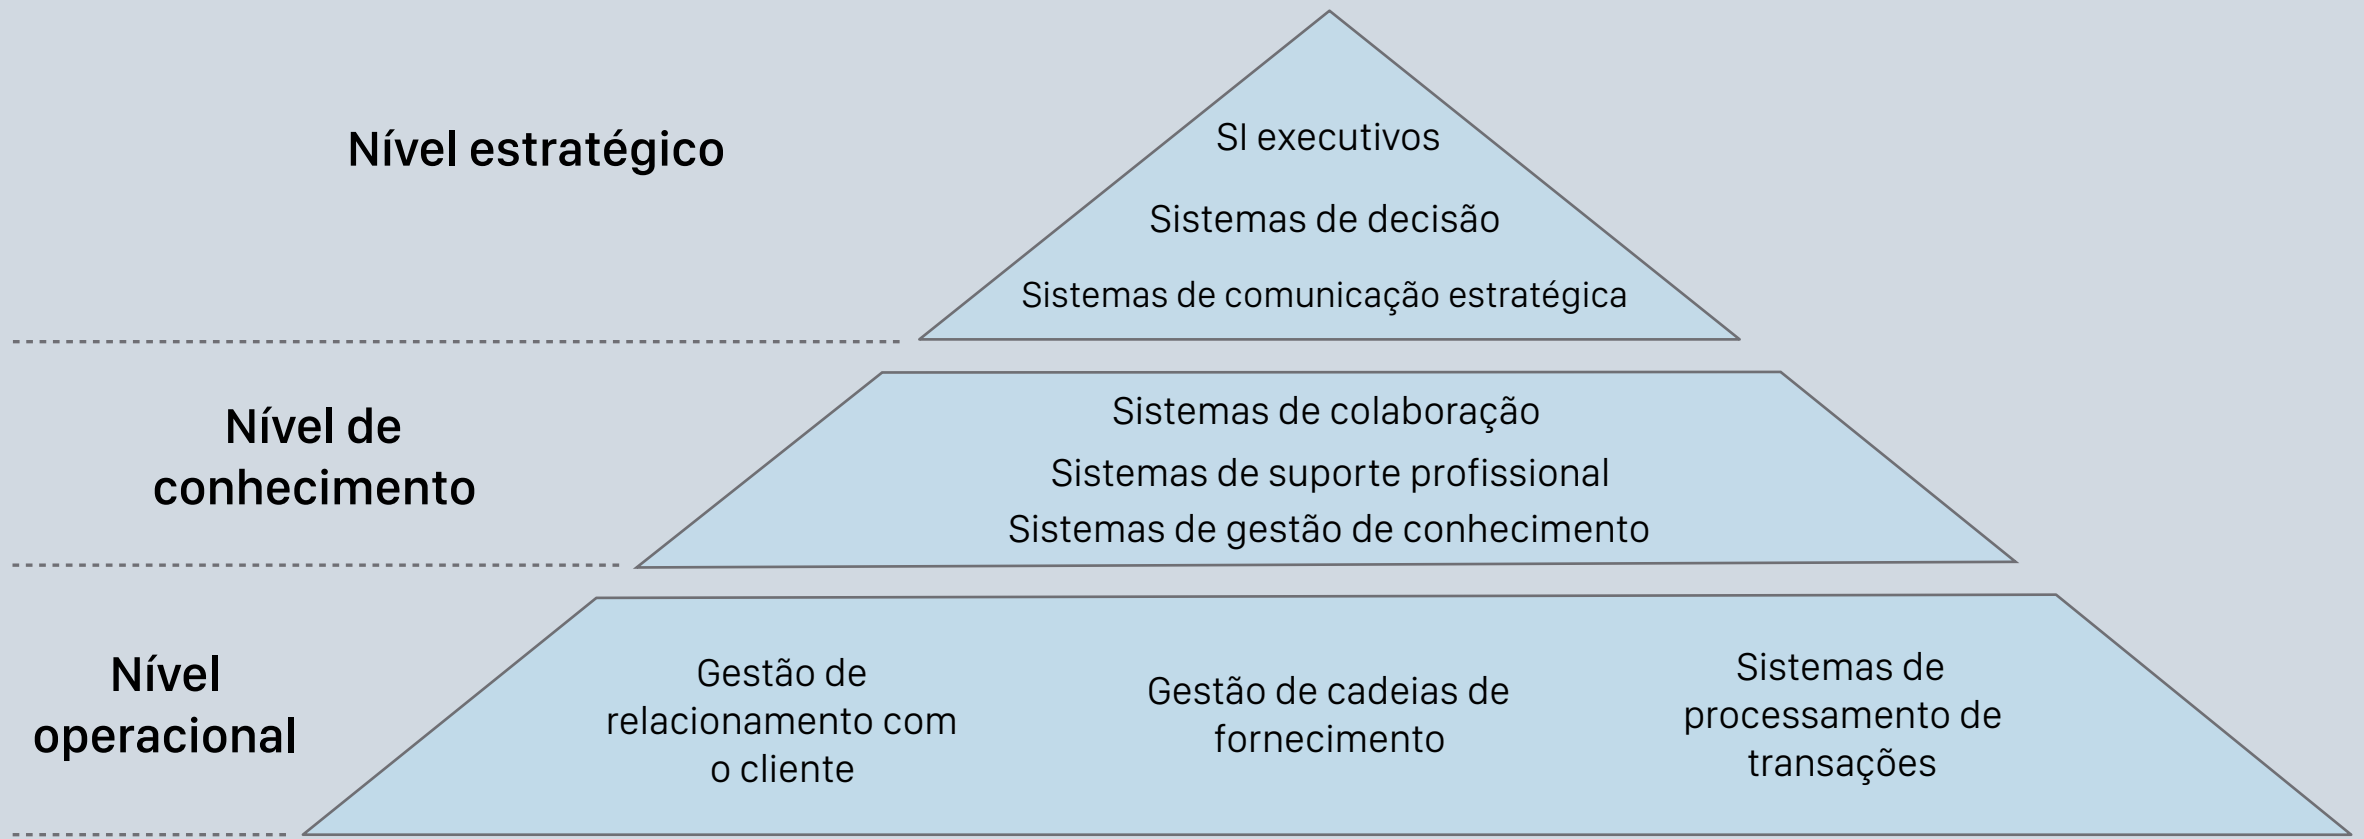 Nível estratégico
SI executivos
Sistemas de decisão
Sistemas de comunicação estratégica
Nível de
conhecimento
Sistemas de colaboração
Sistemas de suporte profissional
Sistemas de gestão de conhecimento
Nível
operacional
Gestão de
relacionamento com
o cliente
Gestão de cadeias de
fornecimento
Sistemas de
processamento de
transações